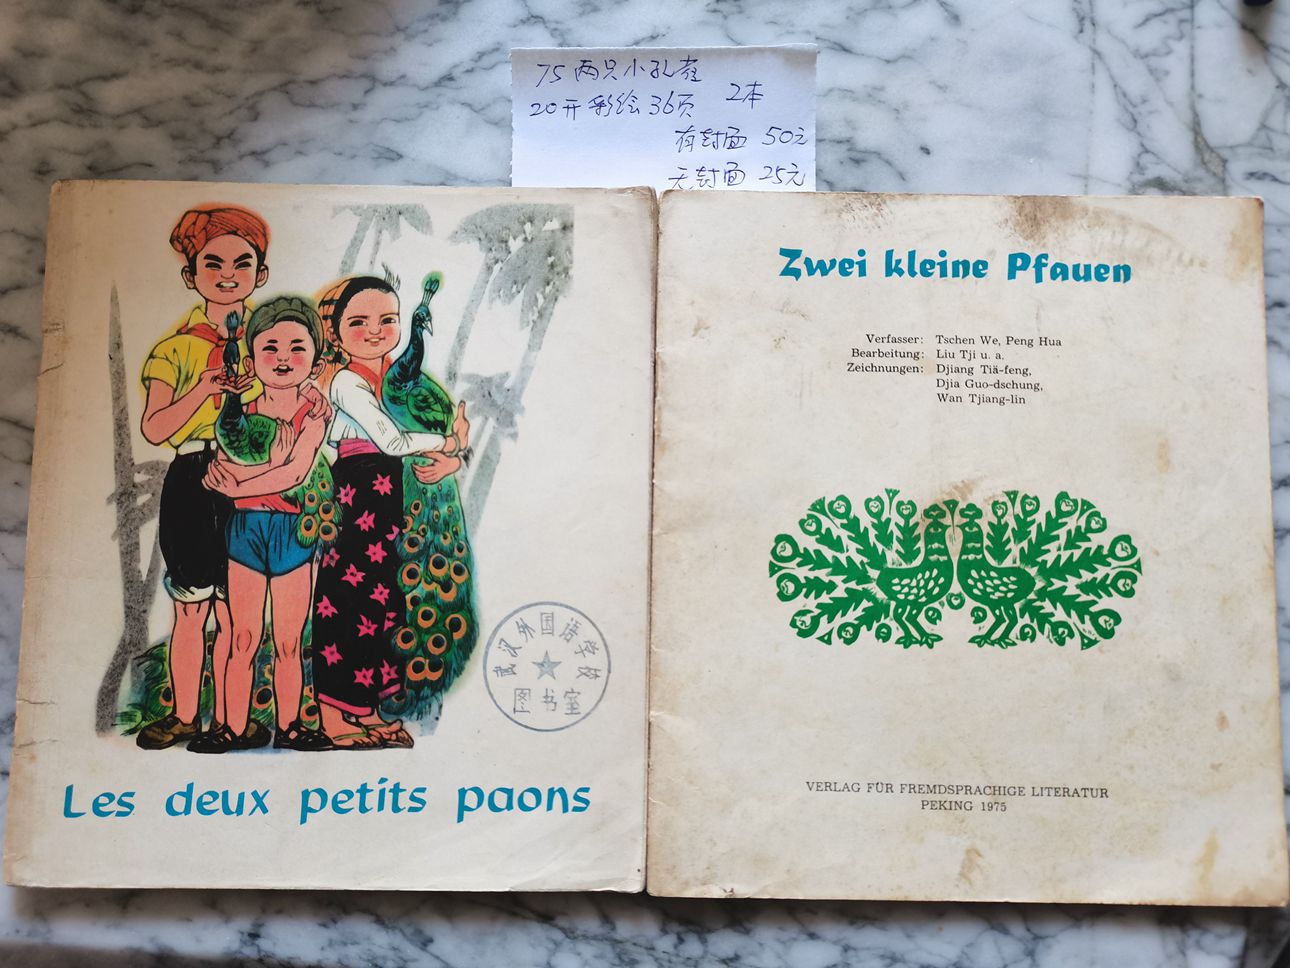 75两只小孔雀
20开彩绘36页 2本
有封面 50元
无封面 25元
Les deux petits paons
武汉外国语学校
图书室
Zwei kleine Pfauen
Verfasser: Tschen We, Peng Hua
Bearbeitung: Liu Tji u. a.
Zeichnungen: Djiang Tiä-feng,
Djia Guo-dschung,
Wan Tjiang-lin
VERLAG FÜR FREMDSPRACHIGE LITERATUR
PEKING 1975